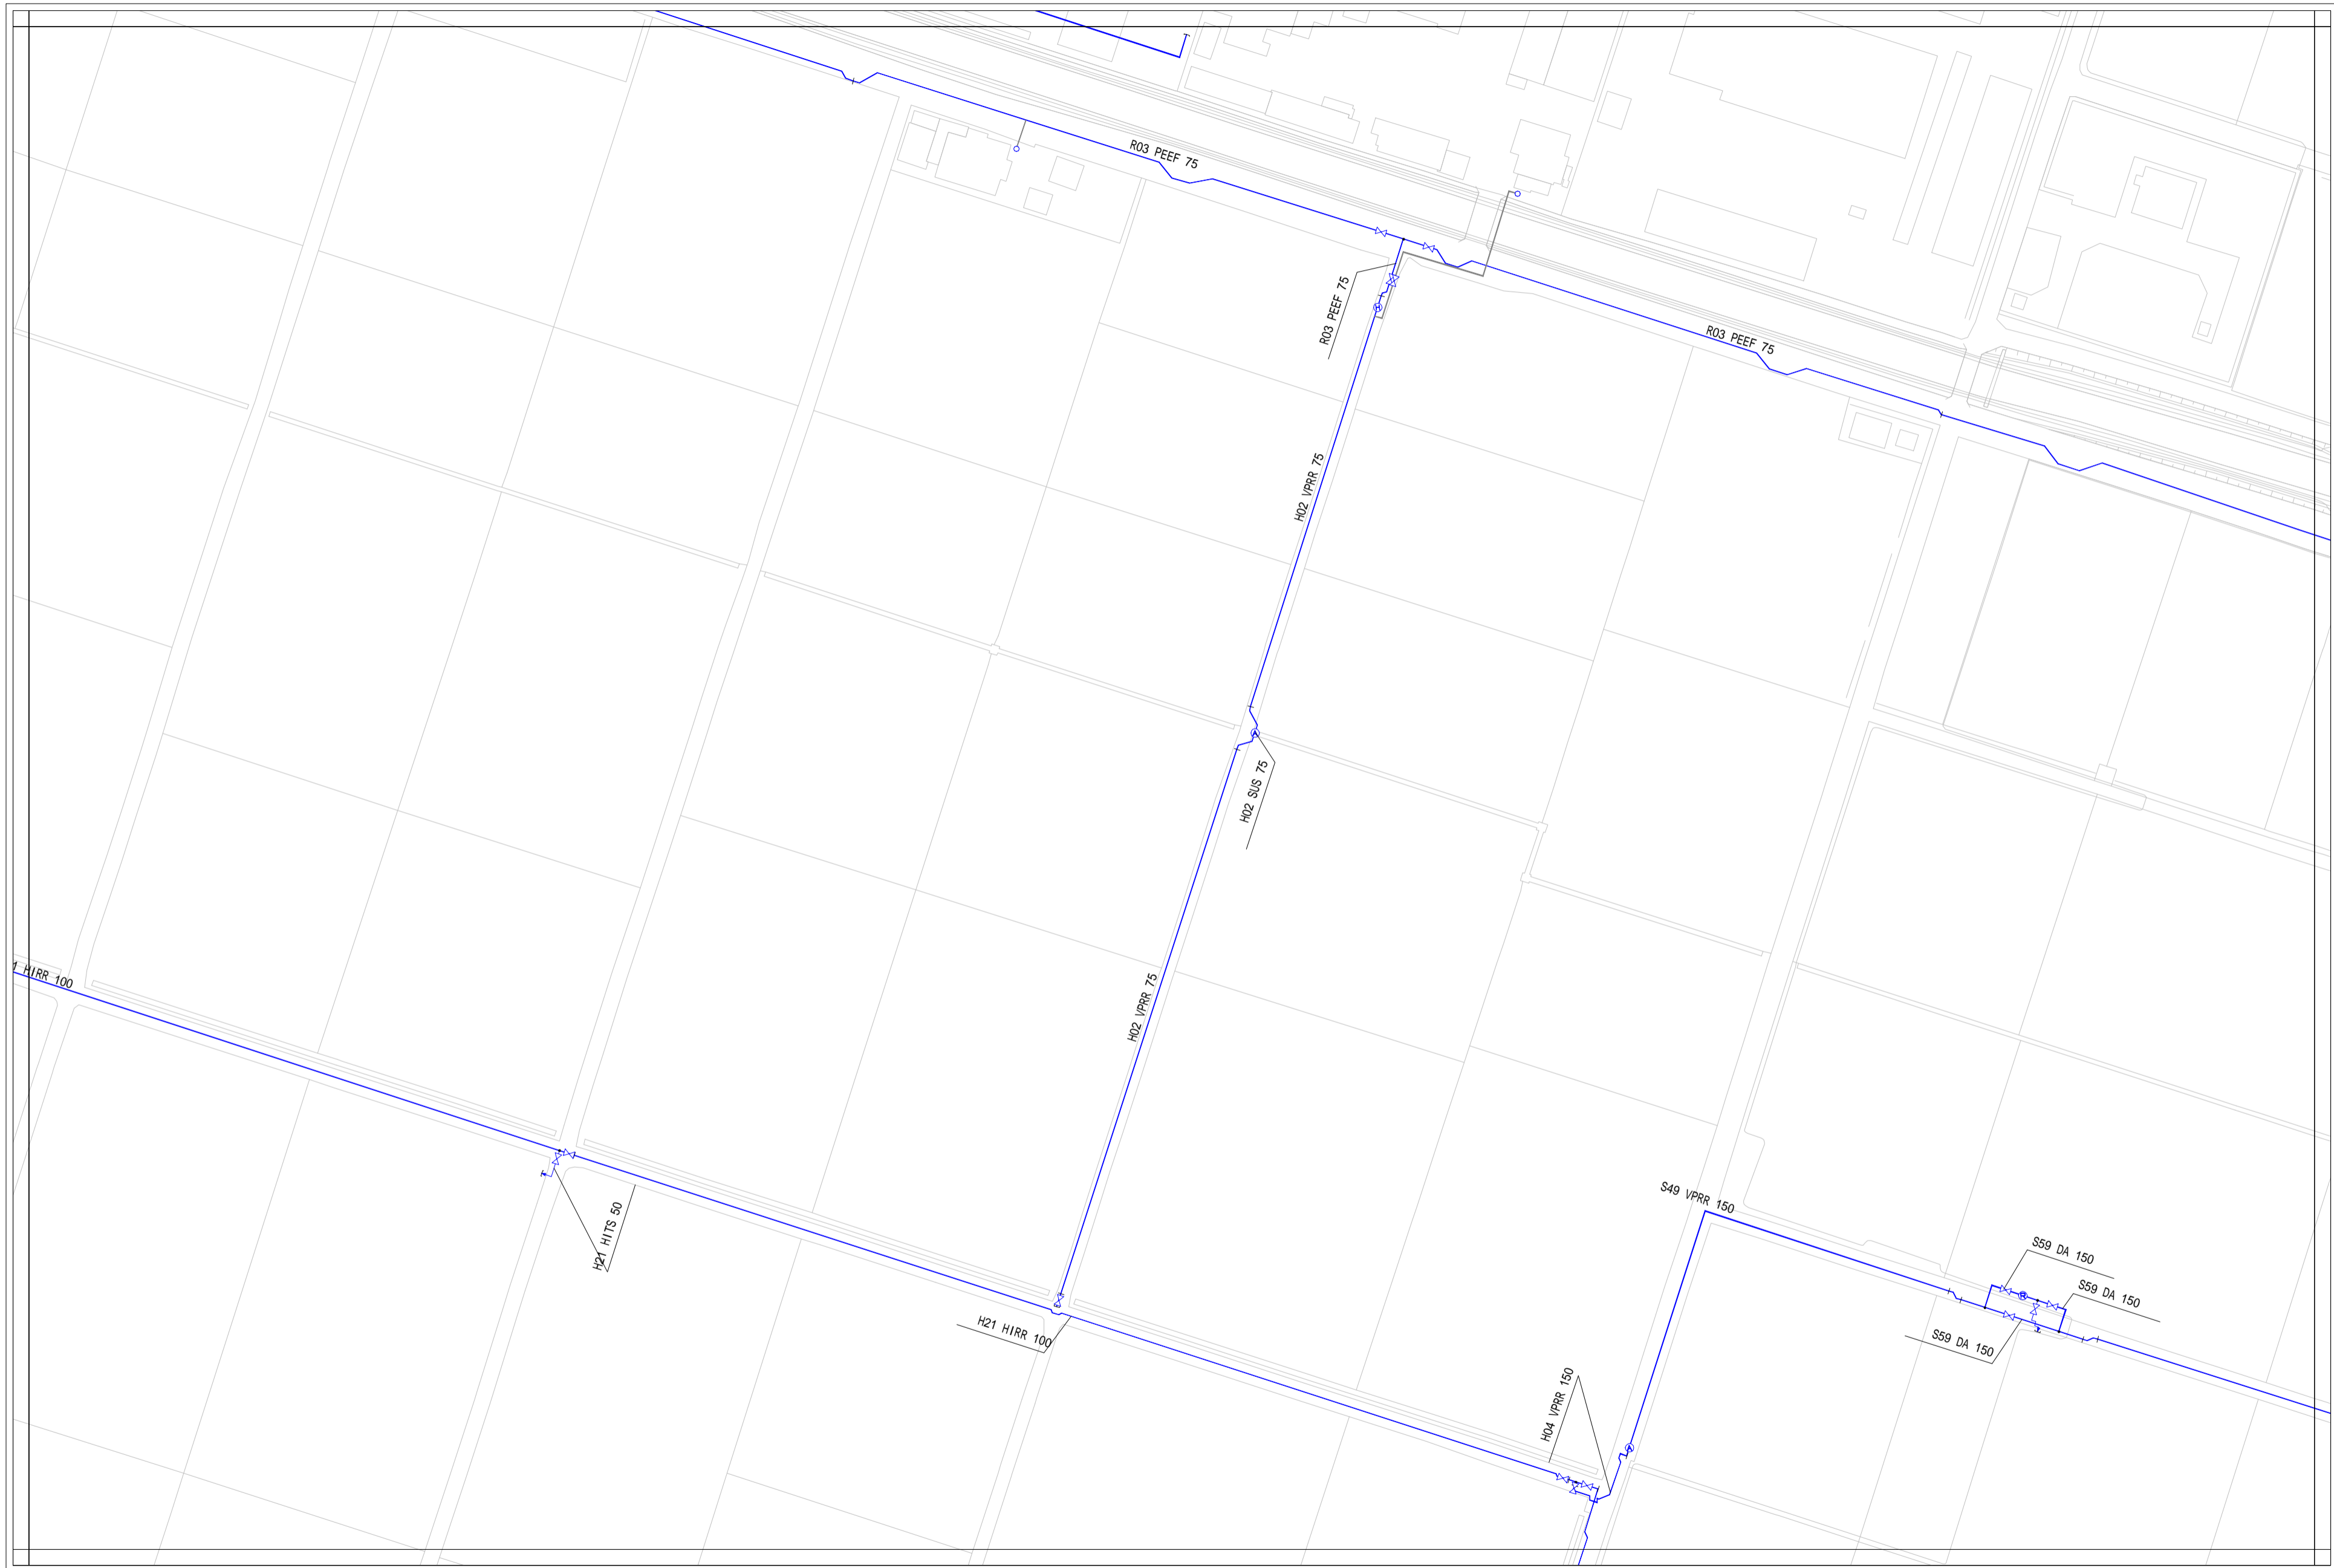 R03 PEEF 75
R03 PEEF 75
R03 PEEF 75
H02 VPRR 75
H02 SUS 75
1 HIRR 100
H02 VPRR 75
S49 VPRR 150
H21 HITS 50
S59 DA 150
S59 DA 150
H21 HIRR 100
S59 DA 150
H04 VPRR 150